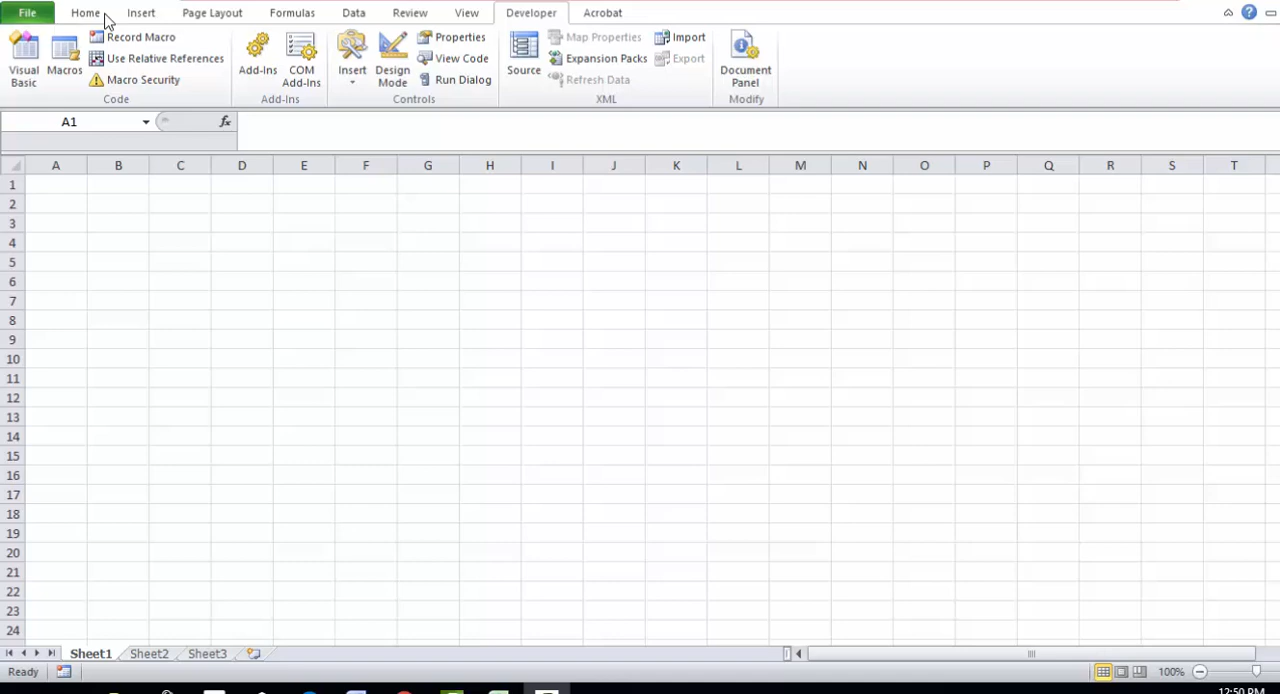 File Home Insert Page Layout Formulas Data Review View Developer Acrobat
Visual Basic
Macros
Record Macro
Use Relative References
Macro Security
Code
Add-Ins
COM Add-Ins
Add-Ins
Insert
Design Mode
Properties
View Code
Run Dialog
Controls
Source
Map Properties
Expansion Packs
Refresh Data
Import
Export
XML
Document Panel
Modify
A1 fx
A B C D E F G H I J K L M N O P Q R S T
1
2
3
4
5
6
7
8
9
10
11
12
13
14
15
16
17
18
19
20
21
22
23
24
Sheet1 Sheet2 Sheet3
Ready 100%
12:50 PM